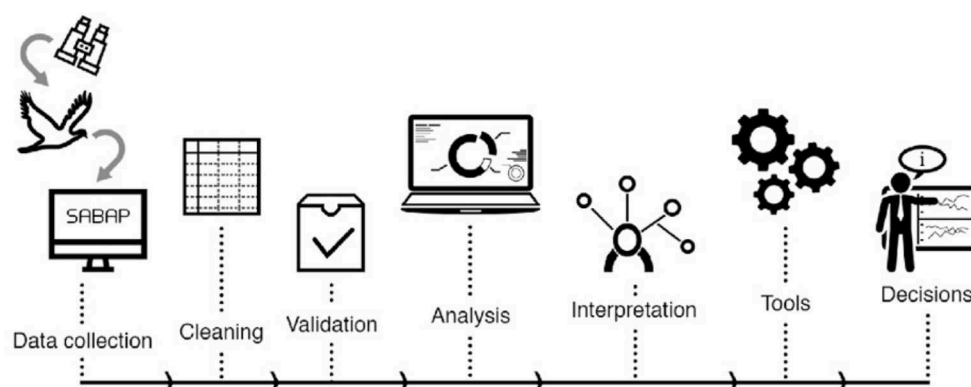 SABAP
i
Data collection
Cleaning
Validation
Analysis
Interpretation
Tools
Decisions